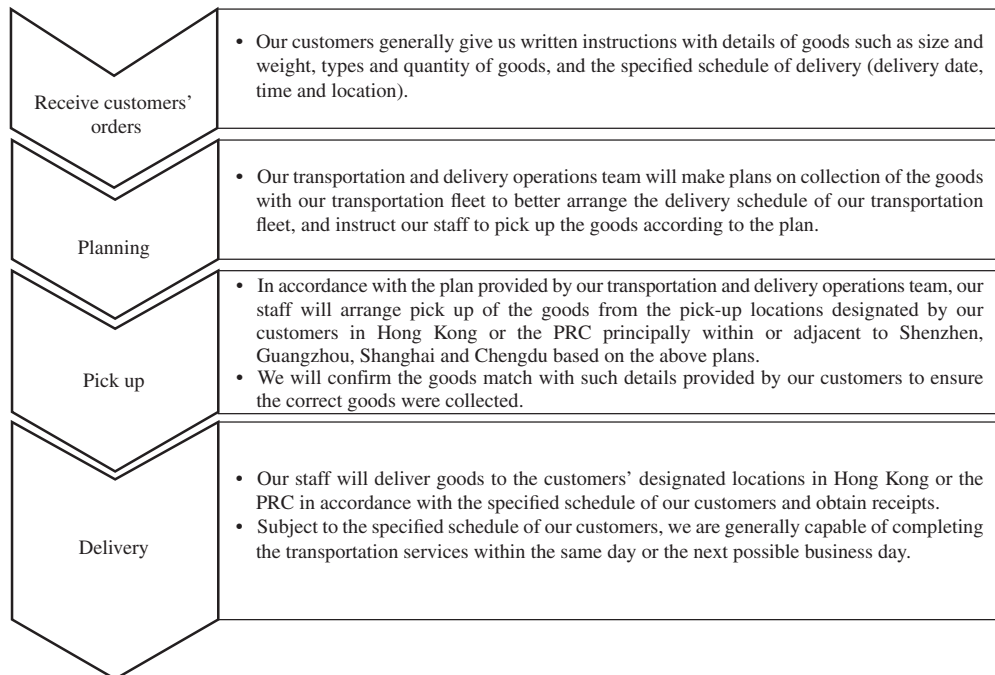 Receive customers’
orders
• Our customers generally give us written instructions with details of goods such as size and
weight, types and quantity of goods, and the specified schedule of delivery (delivery date,
time and location).
Planning
• Our transportation and delivery operations team will make plans on collection of the goods
with our transportation fleet to better arrange the delivery schedule of our transportation
fleet, and instruct our staff to pick up the goods according to the plan.
Pick up
• In accordance with the plan provided by our transportation and delivery operations team, our
staff will arrange pick up of the goods from the pick-up locations designated by our
customers in Hong Kong or the PRC principally within or adjacent to Shenzhen,
Guangzhou, Shanghai and Chengdu based on the above plans.
• We will confirm the goods match with such details provided by our customers to ensure
the correct goods were collected.
Delivery
• Our staff will deliver goods to the customers’ designated locations in Hong Kong or the
PRC in accordance with the specified schedule of our customers and obtain receipts.
• Subject to the specified schedule of our customers, we are generally capable of completing
the transportation services within the same day or the next possible business day.